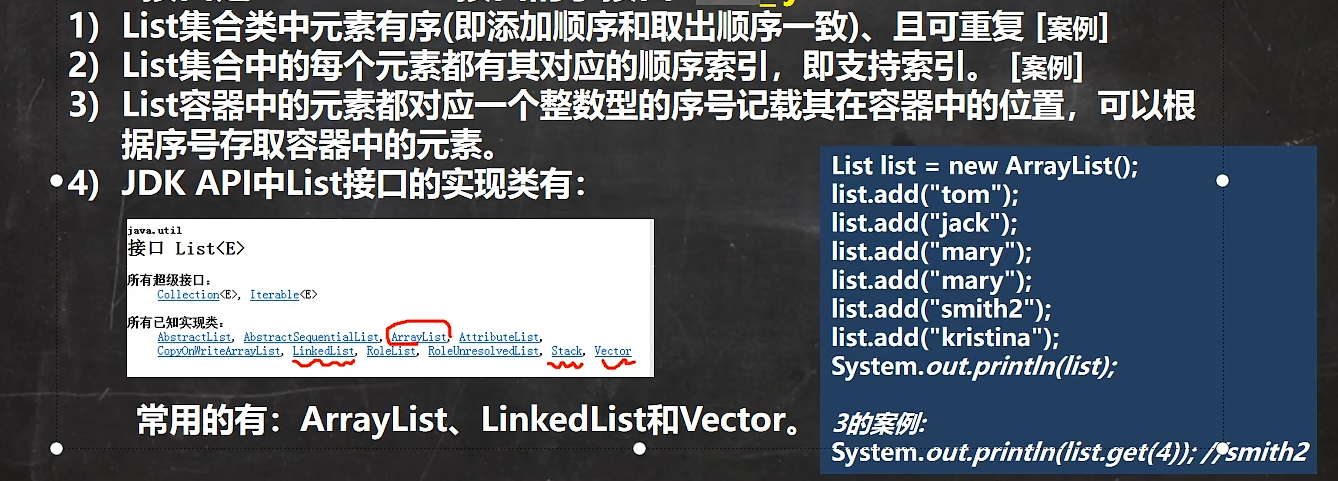 1) List集合类中元素有序(即添加顺序和取出顺序一致)、且可重复 [案例]
2) List集合中的每个元素都有其对应的顺序索引，即支持索引。 [案例]
3) List容器中的元素都对应一个整数型的序号记载其在容器中的位置，可以根
据序号存取容器中的元素。
4) JDK API中List接口的实现类有：
java.util
接口 List<E>
所有超级接口：
Collection<E>, Iterable<E>
所有已知实现类：
AbstractList, AbstractSequentialList, ArrayList, AttributeList,
CopyOnWriteArrayList, LinkedList, RoleList, RoleUnresolvedList, Stack, Vector
常用的有：ArrayList、LinkedList和Vector。
List list = new ArrayList();
list.add("tom");
list.add("jack");
list.add("mary");
list.add("mary");
list.add("smith2");
list.add("kristina");
System.out.println(list);
3的案例:
System.out.println(list.get(4)); //smith2